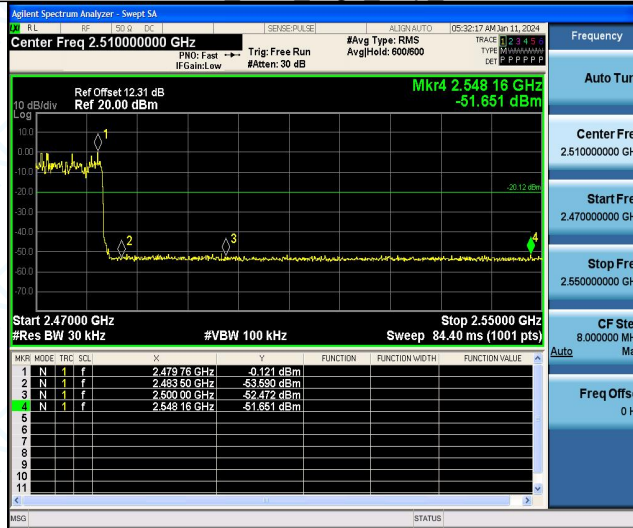 Agilent Spectrum Analyzer - Swept SA
RL RF 50 Ω DC SENSE:PULSE ALIGN AUTO 05:32:17 AM Jan 11, 2024
Center Freq 2.510000000 GHz
PNO: Fast
IFGain:Low
Trig: Free Run
#Atten: 30 dB
#Avg Type: RMS
Avg|Hold: 600/600
TRACE 1 2 3 4 5 6
TYPE M
DET P P P P P P
Ref Offset 12.31 dB
Ref 20.00 dBm
10 dB/div
Log
Mkr4 2.548 16 GHz
-51.651 dBm
10.0
0.00
-10.0
-20.0
-30.0
-40.0
-50.0
-60.0
-70.0
1
2
3
4
-20.12 dBm
Start 2.47000 GHz Stop 2.55000 GHz
#Res BW 30 kHz #VBW 100 kHz Sweep 84.40 ms (1001 pts)
MKR MODE TRC SCL X Y FUNCTION FUNCTION WIDTH FUNCTION VALUE
1 N 1 f 2.479 76 GHz -0.121 dBm
2 N 1 f 2.483 50 GHz -53.590 dBm
3 N 1 f 2.500 00 GHz -52.472 dBm
4 N 1 f 2.548 16 GHz -51.651 dBm
5
6
7
8
9
10
11
MSG STATUS
Frequency
Auto Tun
Center Fre
2.510000000 GH
Start Fre
2.470000000 GH
Stop Fre
2.550000000 GH
CF Ste
8.000000 MH
Auto Ma
Freq Offs
0 H